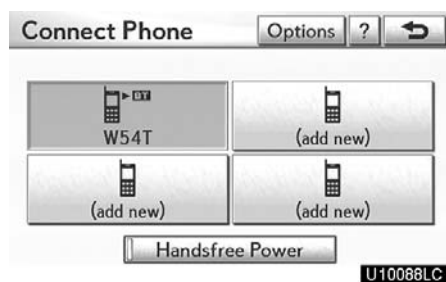 Connect Phone Options ?
BT
W54T (add new)
(add new) (add new)
Handsfree Power
U10088LC